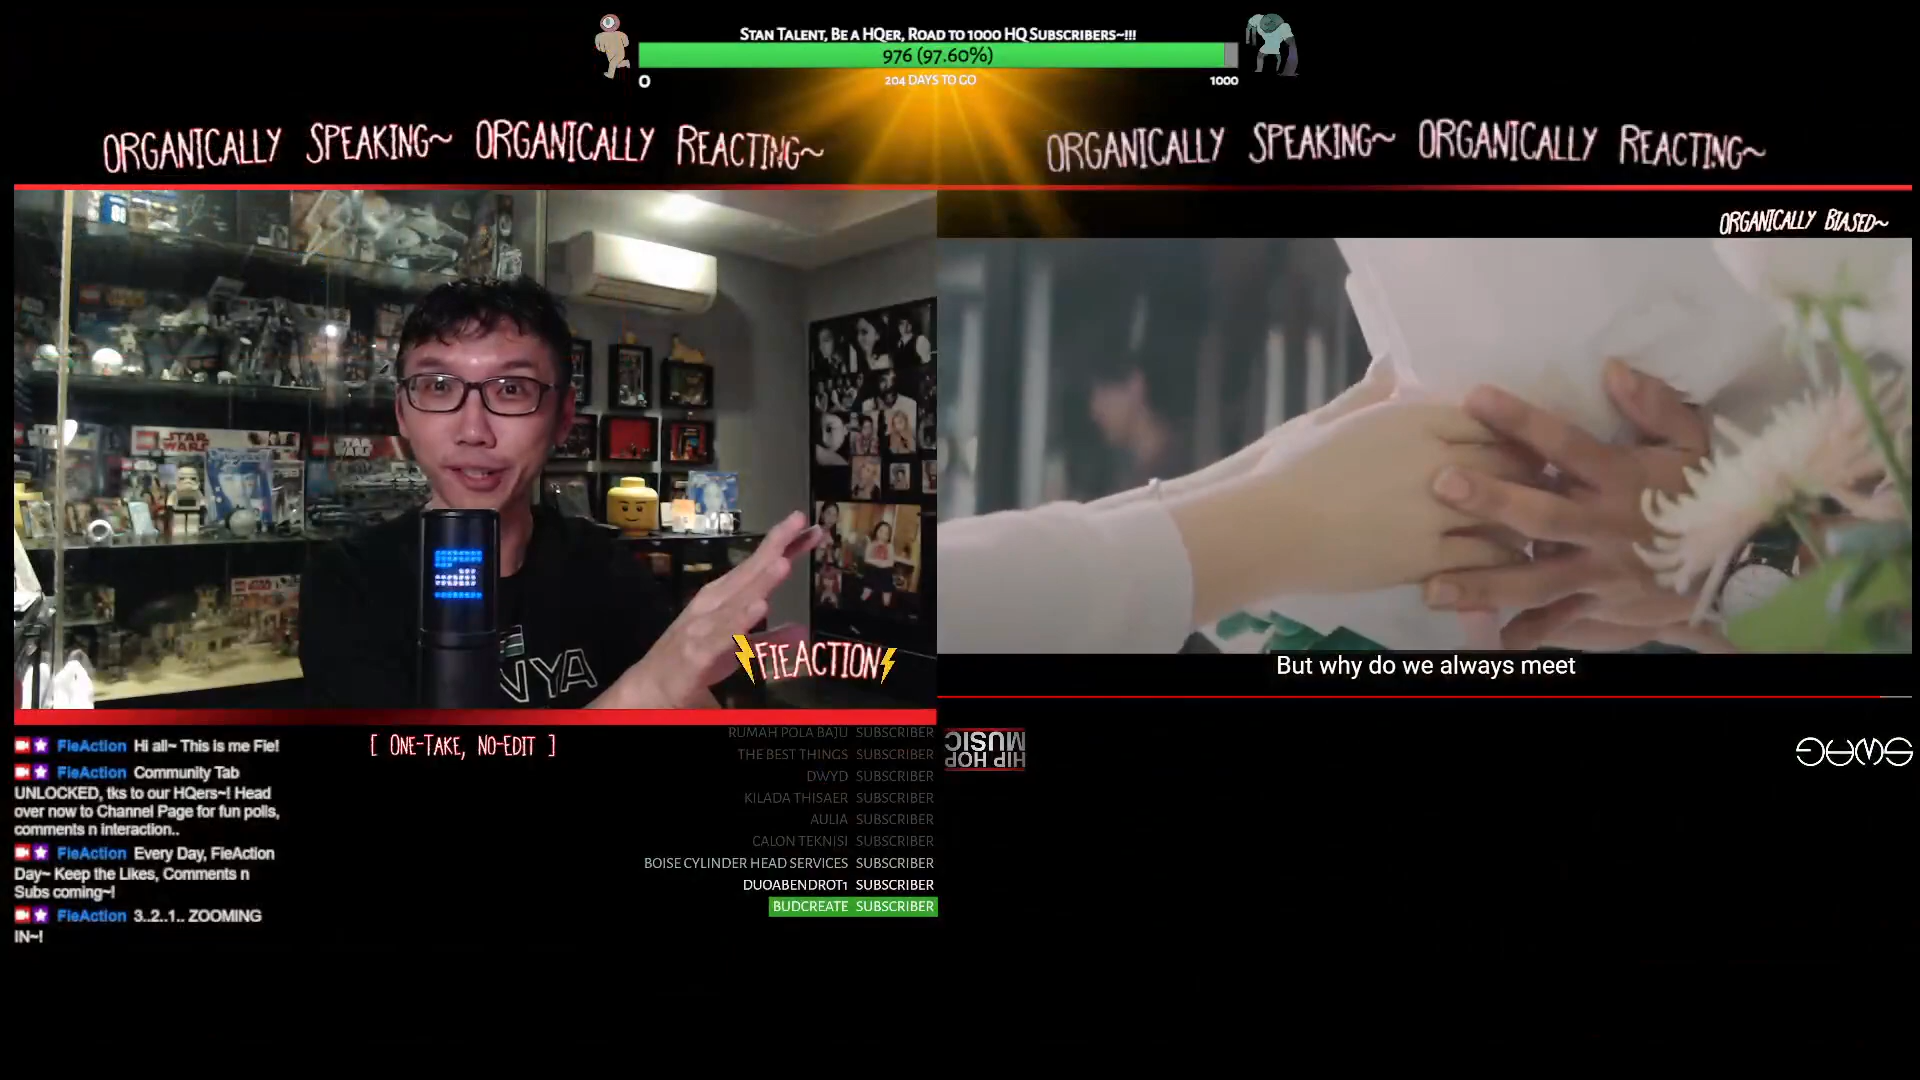 Stan Talent, Be a HQer, Road to 1000 HQ Subscribers~!!!
976 (97.60%)
0
204 DAYS TO GO
1000
ORGANICALLY SPEAKING~ ORGANICALLY REACTING~
ORGANICALLY SPEAKING~ ORGANICALLY REACTING~
ORGANICALLY BIASED~
STAR WARS
NYA
FIEACTION
But why do we always meet
[ ONE-TAKE, NO-EDIT ]
FieAction Hi all~ This is me Fie!
FieAction Community Tab
UNLOCKED, tks to our HQers~! Head
over now to Channel Page for fun polls,
comments n interaction..
FieAction Every Day, FieAction
Day~ Keep the Likes, Comments n
Subs coming~!
FieAction 3..2..1.. ZOOMING
IN~!
RUMAH POLA BAJU SUBSCRIBER
THE BEST THINGS SUBSCRIBER
DWYD SUBSCRIBER
KILADA THISAER SUBSCRIBER
AULIA SUBSCRIBER
CALON TEKNISI SUBSCRIBER
BOISE CYLINDER HEAD SERVICES SUBSCRIBER
DUOABENDROT1 SUBSCRIBER
BUDCREATE SUBSCRIBER
HIP HOP
MUSIC